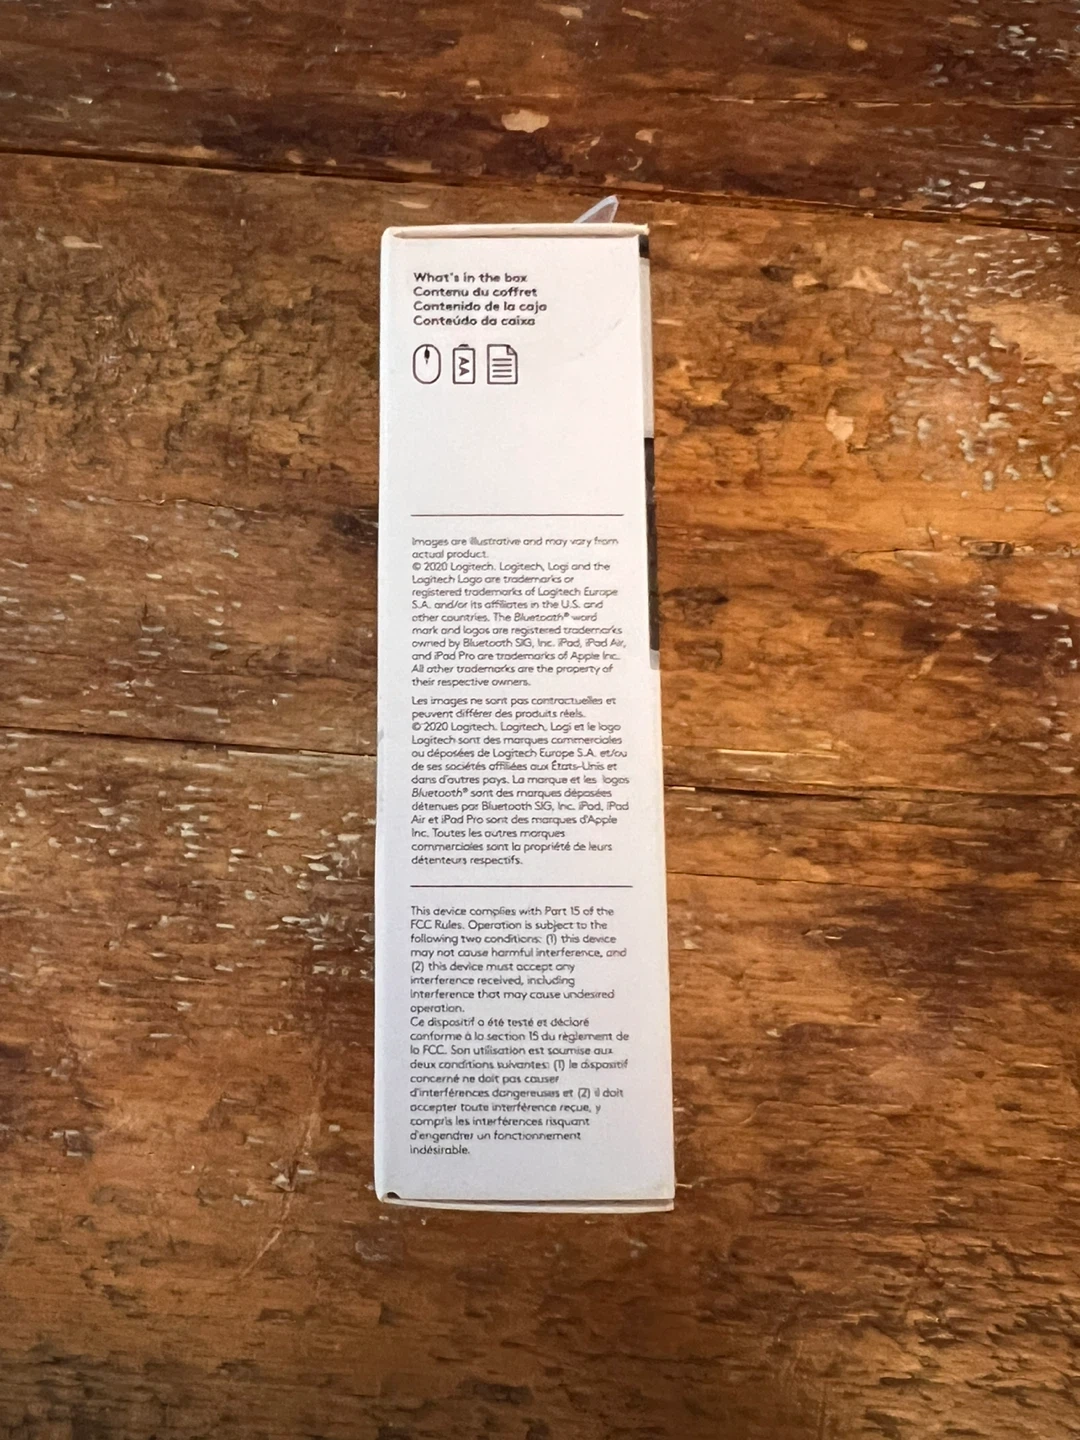 What's in the box
Contenu du coffret
Contenido de la caja
Conteúdo da caixa
AA
Images are illustrative and may vary from
actual product.
© 2020 Logitech. Logitech, Logi and the
Logitech Logo are trademarks or
registered trademarks of Logitech Europe
S.A. and/or its affiliates in the U.S. and
other countries. The Bluetooth® word
mark and logos are registered trademarks
owned by Bluetooth SIG, Inc. iPad, iPad Air,
and iPad Pro are trademarks of Apple Inc.
All other trademarks are the property of
their respective owners.
Les images ne sont pas contractuelles et
peuvent différer des produits réels.
© 2020 Logitech. Logitech, Logi et le logo
Logitech sont des marques commerciales
ou déposées de Logitech Europe S.A. et/ou
de ses sociétés affiliées aux États-Unis et
dans d'autres pays. La marque et les logos
Bluetooth® sont des marques déposées
détenues par Bluetooth SIG, Inc. iPad, iPad
Air et iPad Pro sont des marques d'Apple
Inc. Toutes les autres marques
commerciales sont la propriété de leurs
détenteurs respectifs.
This device complies with Part 15 of the
FCC Rules. Operation is subject to the
following two conditions: (1) this device
may not cause harmful interference, and
(2) this device must accept any
interference received, including
interference that may cause undesired
operation.
Ce dispositif a été testé et déclaré
conforme à la section 15 du règlement de
la FCC. Son utilisation est soumise aux
deux conditions suivantes: (1) le dispositif
concerné ne doit pas causer
d'interférences dangereuses et (2) il doit
accepter toute interférence reçue, y
compris les interférences risquant
d'engendrer un fonctionnement
indésirable.